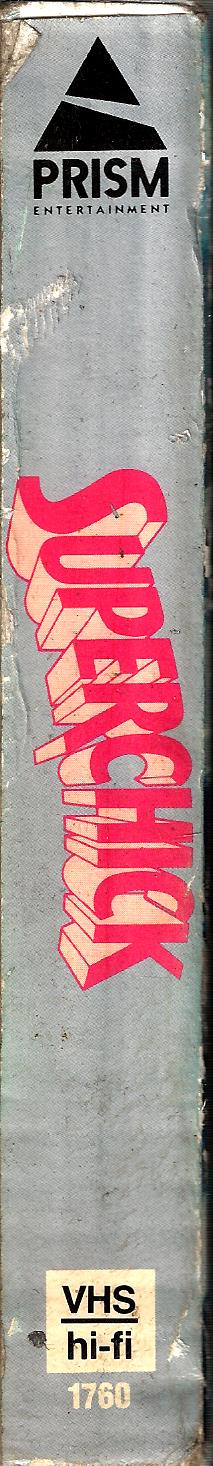 PRISM
ENTERTAINMENT
SUPERCHICK
VHS
hi-fi
1760